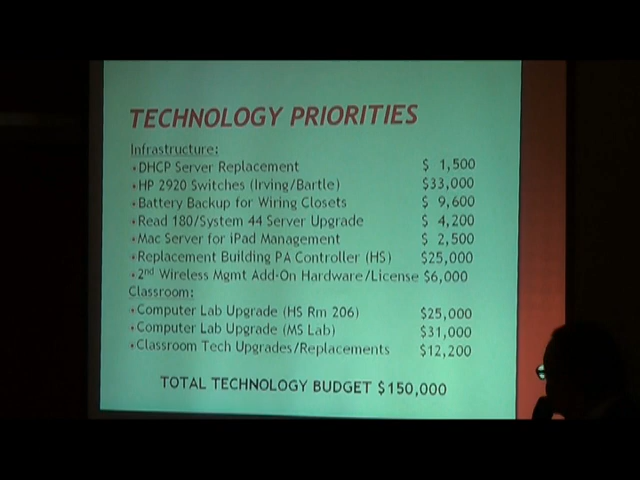 TECHNOLOGY PRIORITIES
Infrastructure:
•DHCP Server Replacement $ 1,500
•HP 2920 Switches (Irving/Bartle) $33,000
•Battery Backup for Wiring Closets $ 9,600
•Read 180/System 44 Server Upgrade $ 4,200
•Mac Server for iPad Management $ 2,500
•Replacement Building PA Controller (HS) $25,000
•2nd Wireless Mgmt Add-On Hardware/License $6,000
Classroom:
•Computer Lab Upgrade (HS Rm 206) $25,000
•Computer Lab Upgrade (MS Lab) $31,000
•Classroom Tech Upgrades/Replacements $12,200
TOTAL TECHNOLOGY BUDGET $150,000